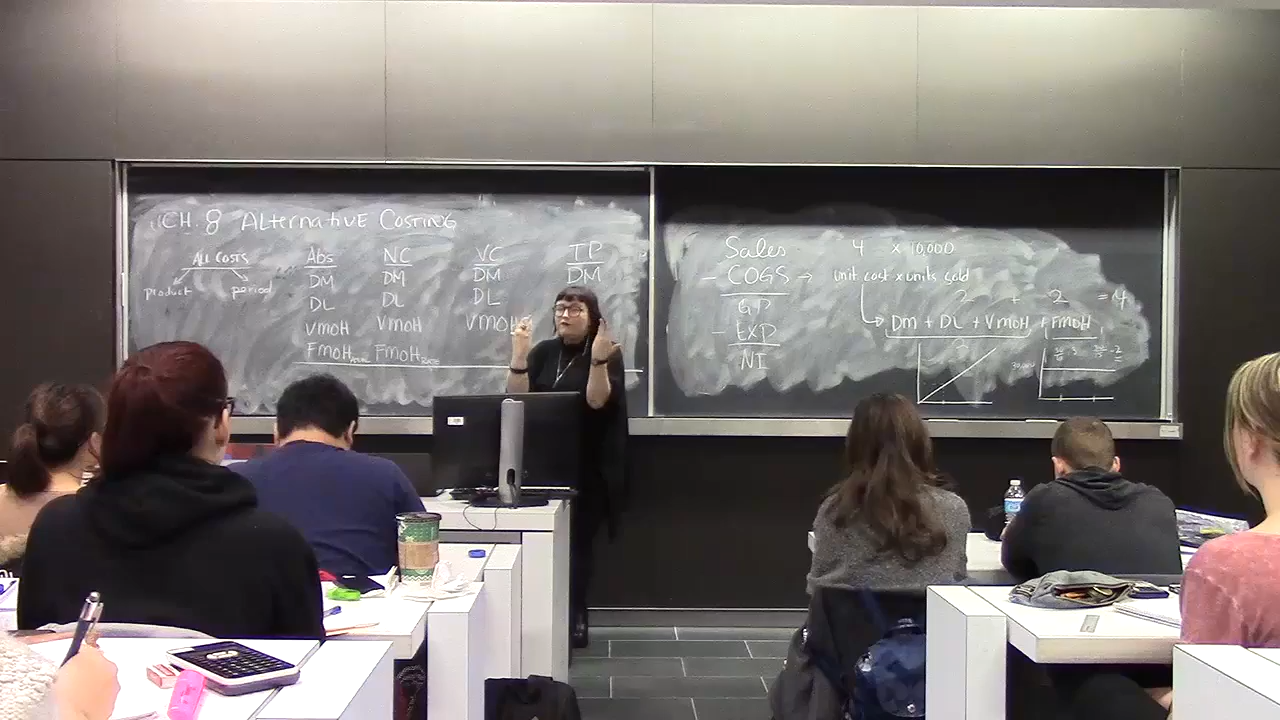 CH. 8 Alternative Costing
All Costs
product period
Abs NC VC TP
DM DM DM DM
DL DL DL
VMOH VMOH VMOH
FMOH FMOH
Sales 4 x 10,000
- COGS → unit cost x units sold
GP 2 + 2 = 4
- EXP DM + DL + VMOH + FMOH
NI